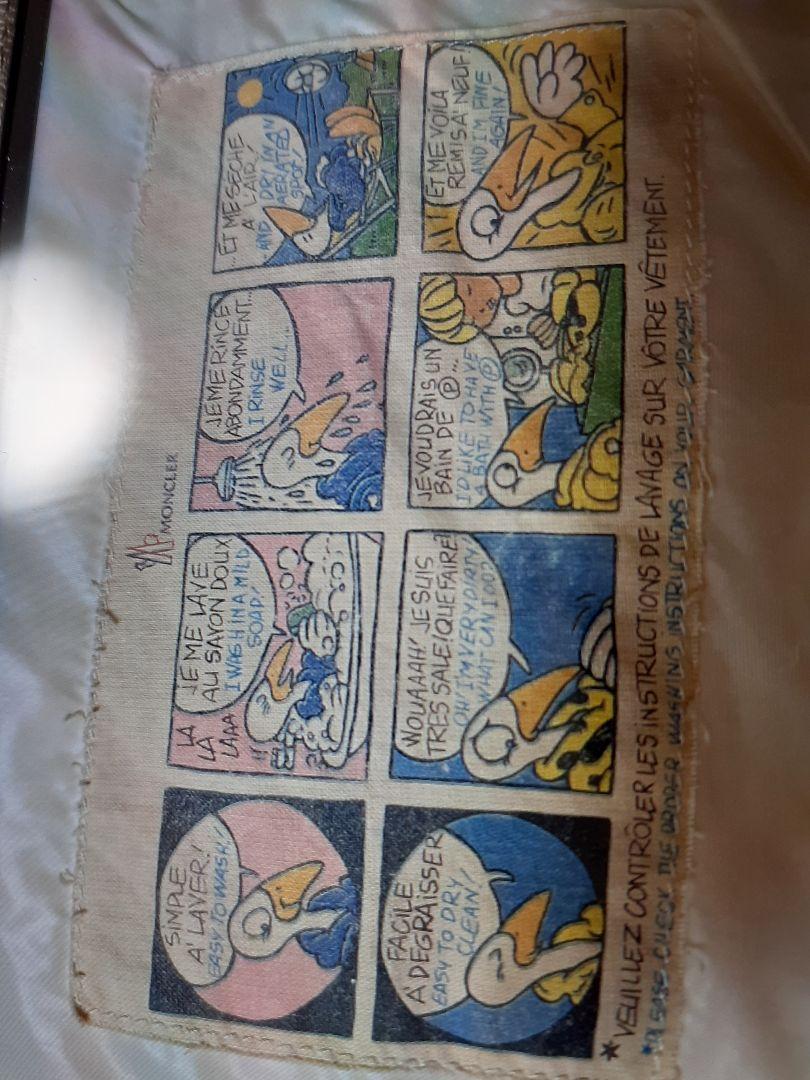 MONCLER
SIMPLE
A' LAVER!
EASY TO WASH!
LA
LA
LAAA
JE ME LAVE
AU SAVON DOUX
I WASH IN A MILD
SOAP!
JE ME RINCE
ABONDAMMENT...
I RINSE
WELL...
...ET ME SECHE
A' L'AIR!
AND DRY IN AN
AERATED
SPOT!
FACILE
A' DEGRAISSER
EASY TO DRY
CLEAN!
WOUAAAH! JE SUIS
TRES SALE! QUE FAIRE
OH! I'M VERY DIRTY
WHAT CAN I DO?
JE VOUDRAIS UN
BAIN DE Ⓟ...
I'D LIKE TO HAVE
A BATH WITH Ⓟ
ET ME VOILA
REMIS A' NEUF!
AND I'M FINE
AGAIN!
*VEUILLEZ CONTRÔLER LES INSTRUCTIONS DE LAVAGE SUR VÔTRE VÊTEMENT.
*PLEASE, CHECK THE PROPER WASHING INSTRUCTIONS ON YOUR GARMENT